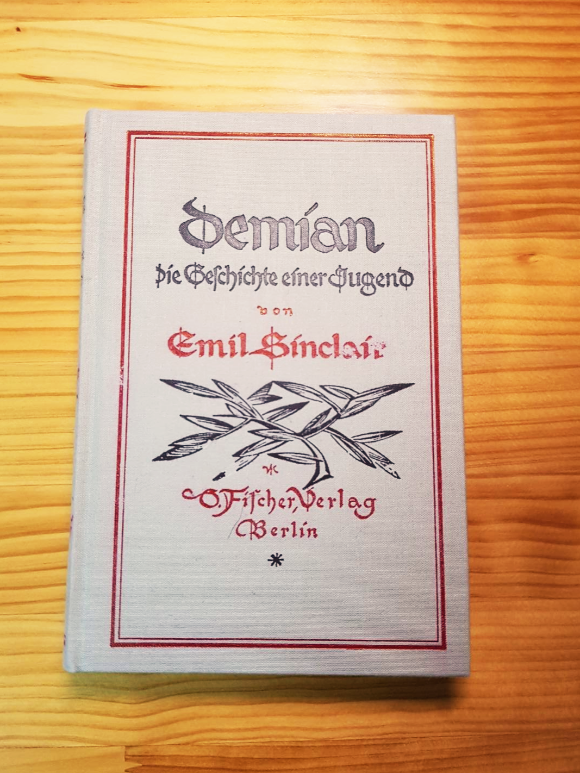 Demian
Die Geschichte einer Jugend
von
Emil Sinclair
S. Fischer, Verlag
Berlin
*